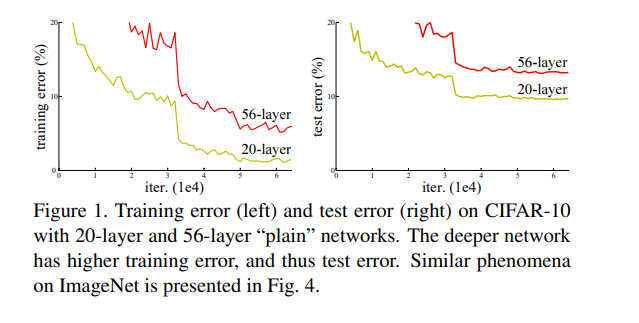 20
10
0
0 1 2 3 4 5 6
training error (%)
iter. (1e4)
56-layer
20-layer
20
10
0
0 1 2 3 4 5 6
test error (%)
iter. (1e4)
56-layer
20-layer
Figure 1. Training error (left) and test error (right) on CIFAR-10
with 20-layer and 56-layer “plain” networks. The deeper network
has higher training error, and thus test error. Similar phenomena
on ImageNet is presented in Fig. 4.